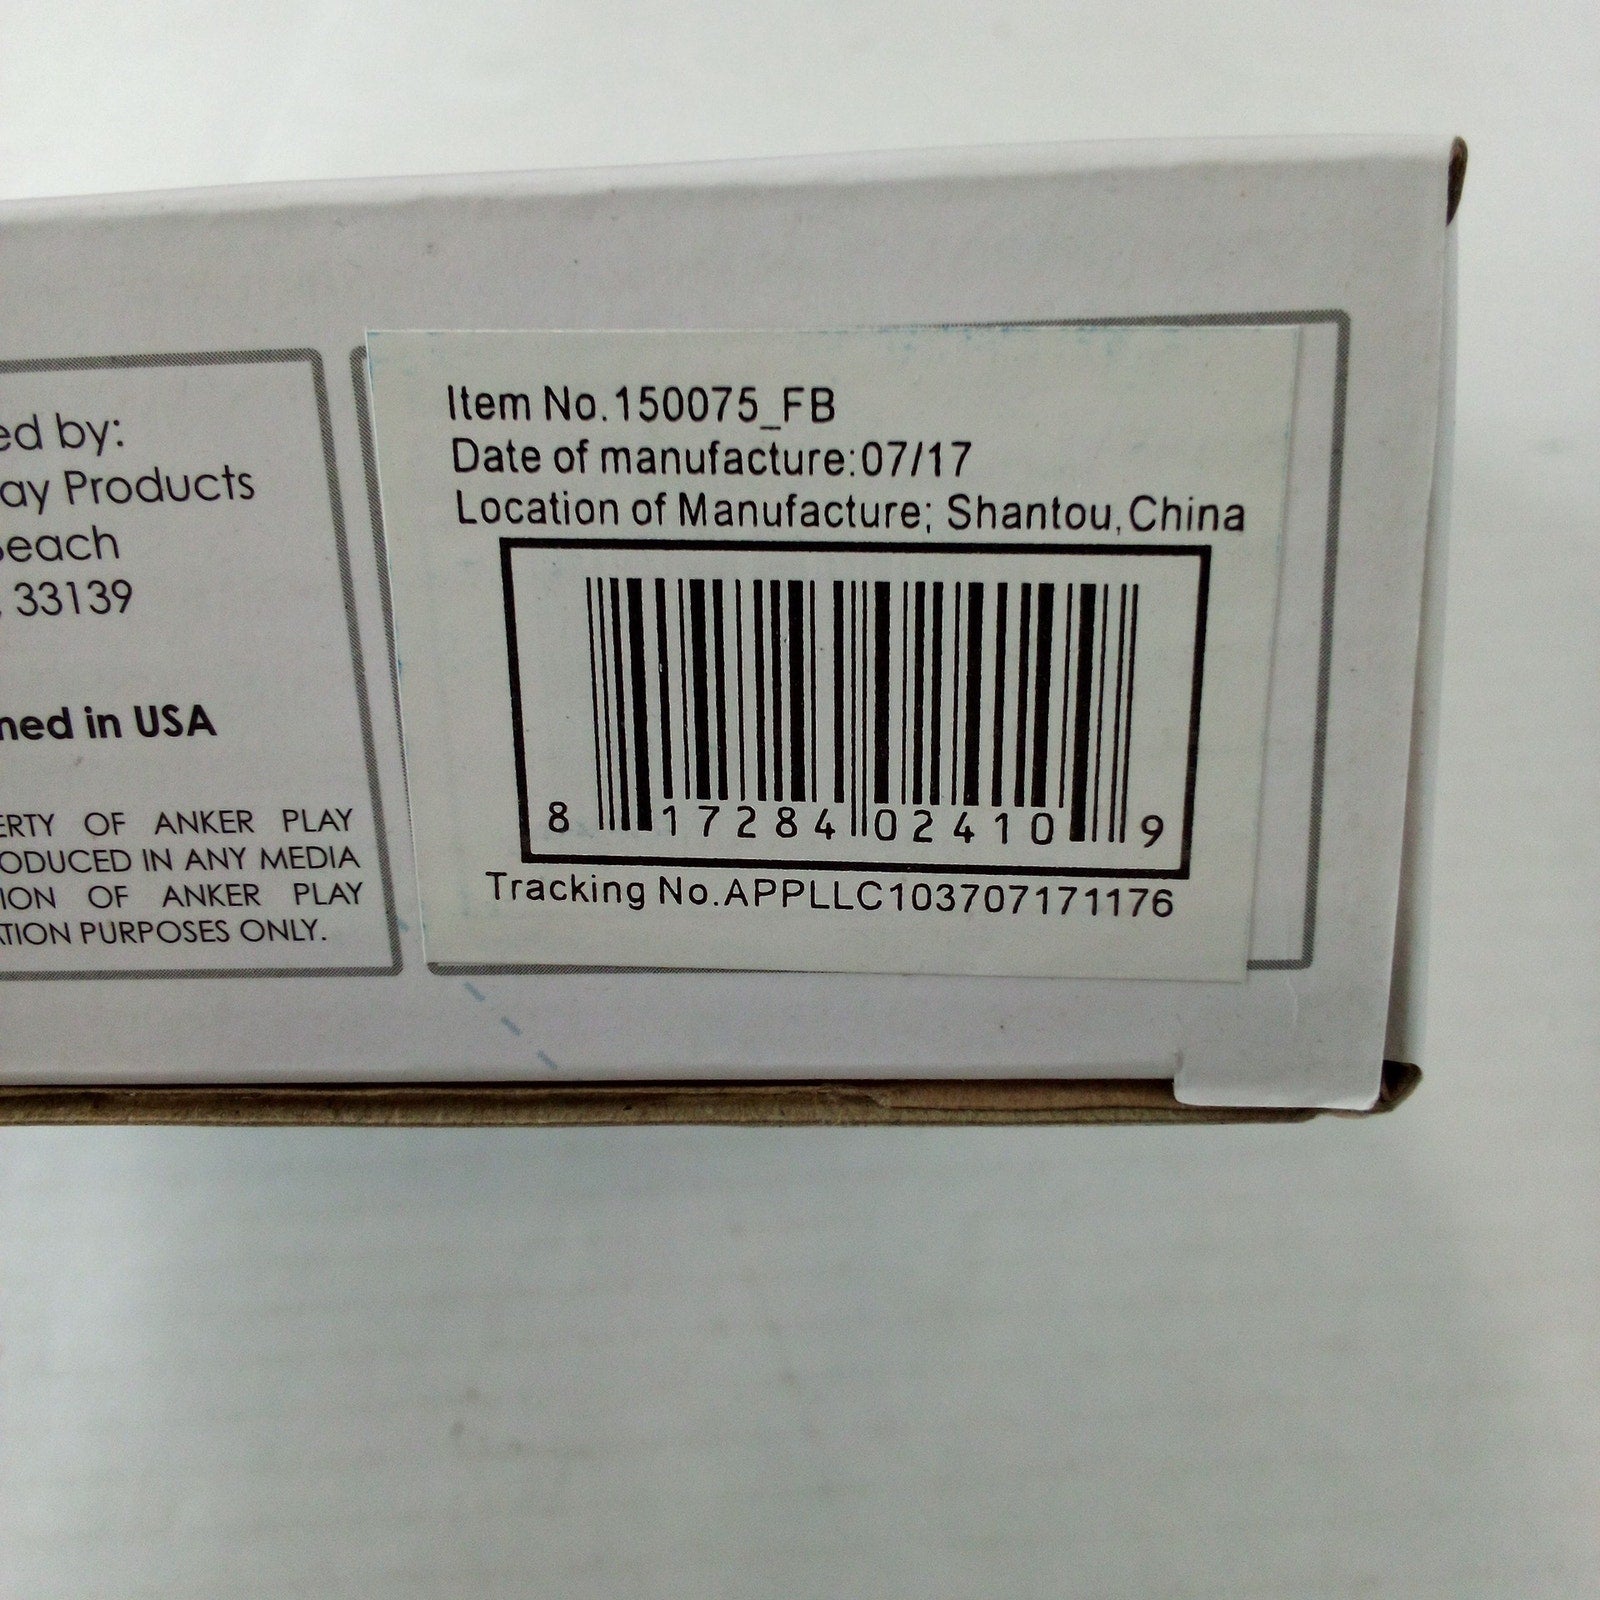 ed by:
ay Products
Beach
, 33139
ned in USA
ERTY OF ANKER PLAY
ODUCED IN ANY MEDIA
ION OF ANKER PLAY
TION PURPOSES ONLY.
Item No.150075_FB
Date of manufacture:07/17
Location of Manufacture; Shantou,China
8 17284 02410 9
Tracking No.APPLLC103707171176